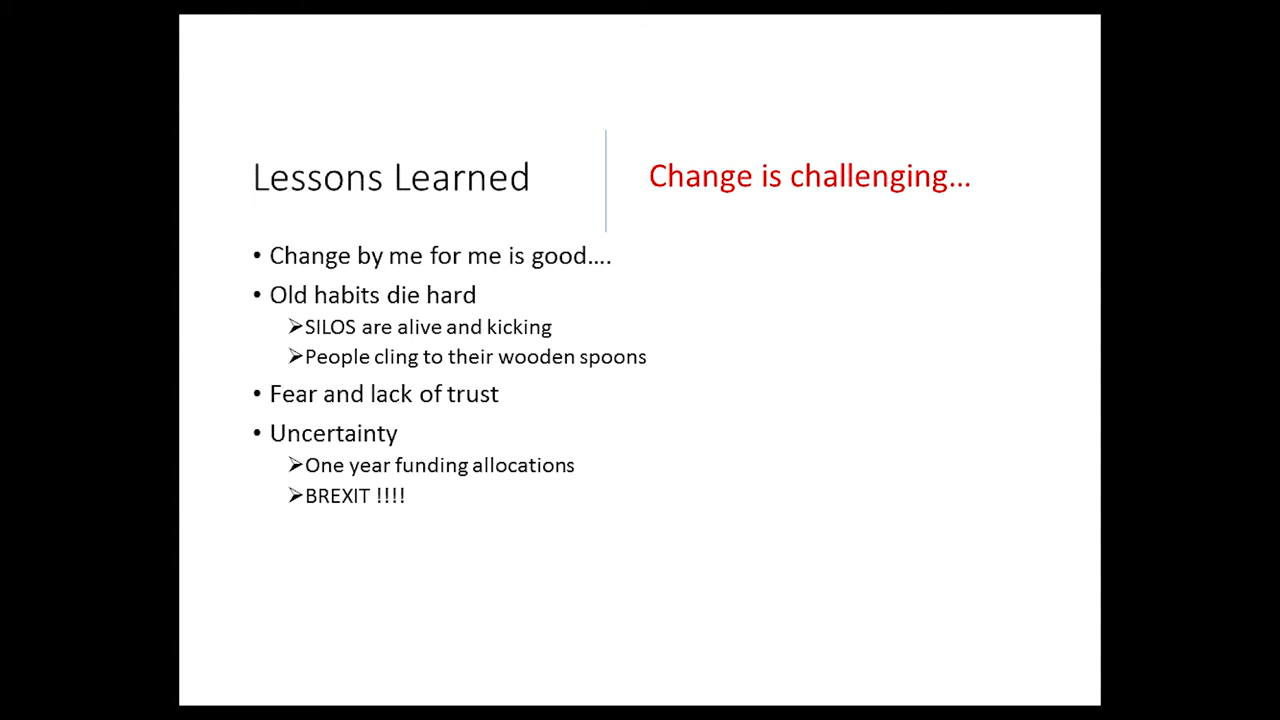 Lessons Learned
Change is challenging...
• Change by me for me is good....
• Old habits die hard
➢SILOS are alive and kicking
➢People cling to their wooden spoons
• Fear and lack of trust
• Uncertainty
➢One year funding allocations
➢BREXIT !!!!